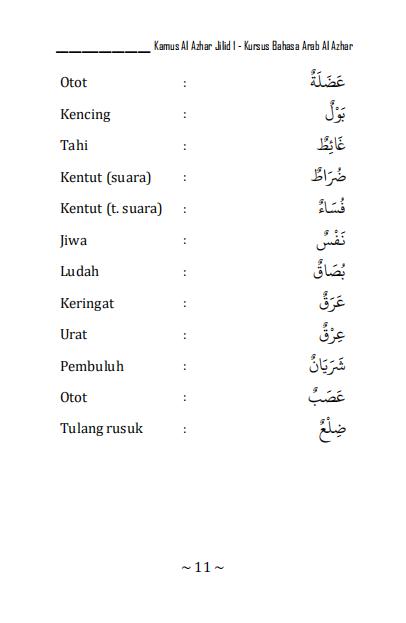 Kamus Al Azhar Jilid I - Kursus Bahasa Arab Al Azhar
Otot : عَضَلَةٌ
Kencing : بَوْلٌ
Tahi : غَائِطٌ
Kentut (suara) : ضُرَاطٌ
Kentut (t. suara) : فُسَاءٌ
Jiwa : نَفْسٌ
Ludah : بُصَاقٌ
Keringat : عَرَقٌ
Urat : عِرْقٌ
Pembuluh : شَرَيَانٌ
Otot : عَصَبٌ
Tulang rusuk : ضِلْعٌ
~ 11 ~